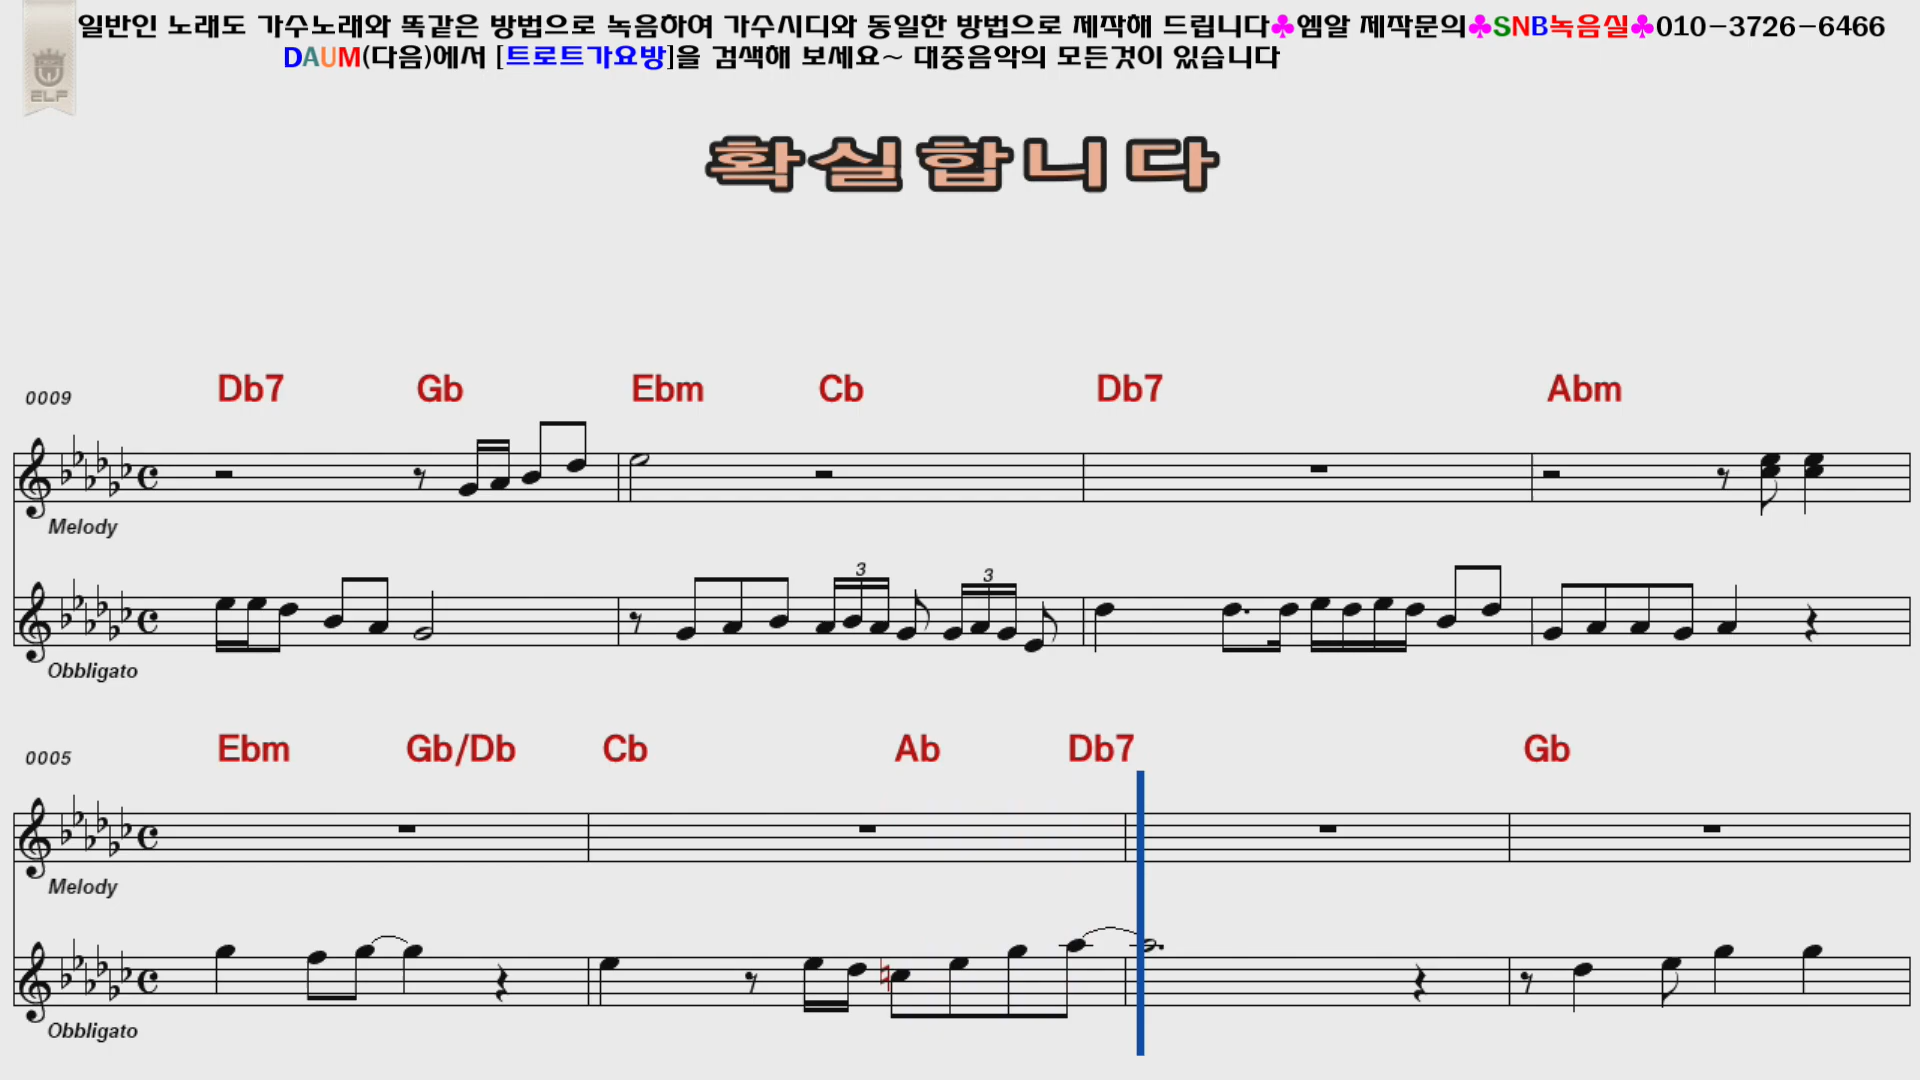 일반인 노래도 가수노래와 똑같은 방법으로 녹음하여 가수시디와 동일한 방법으로 제작해 드립니다♣엠알 제작문의♣SNB녹음실♣010-3726-6466
DAUM(다음)에서 [트로트가요방]을 검색해 보세요~ 대중음악의 모든것이 있습니다
ELF
확실합니다
0009 Db7 Gb Ebm Cb Db7 Abm
Melody
3 3
Obbligato
0005 Ebm Gb/Db Cb Ab Db7 Gb
Melody
Obbligato